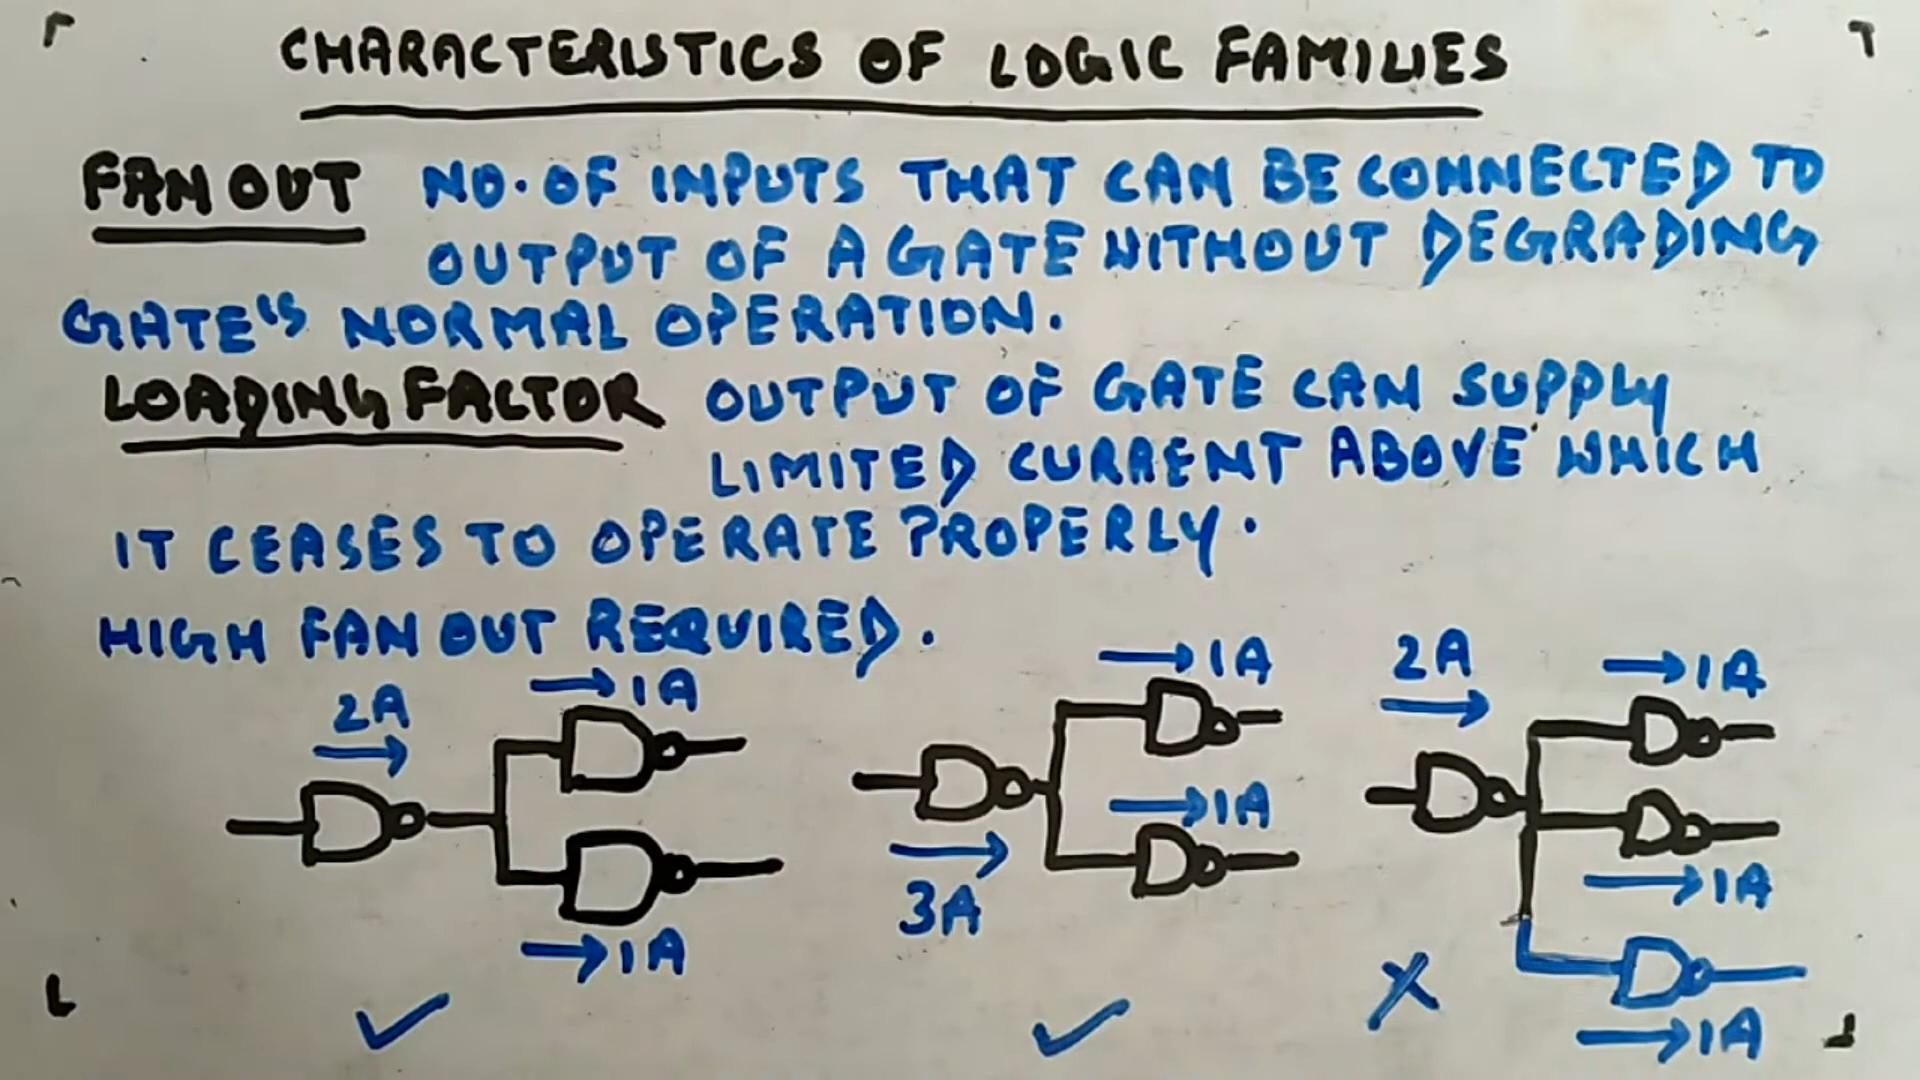 CHARACTERISTICS OF LOGIC FAMILIES
FAN OUT NO. OF INPUTS THAT CAN BE CONNECTED TO
OUTPUT OF A GATE WITHOUT DEGRADING
GATE'S NORMAL OPERATION.
LOADING FACTOR OUTPUT OF GATE CAN SUPPLY
LIMITED CURRENT ABOVE WHICH
IT CEASES TO OPERATE PROPERLY.
HIGH FAN OUT REQUIRED.
2A
1A
1A
1A
1A
3A
2A
1A
1A
1A